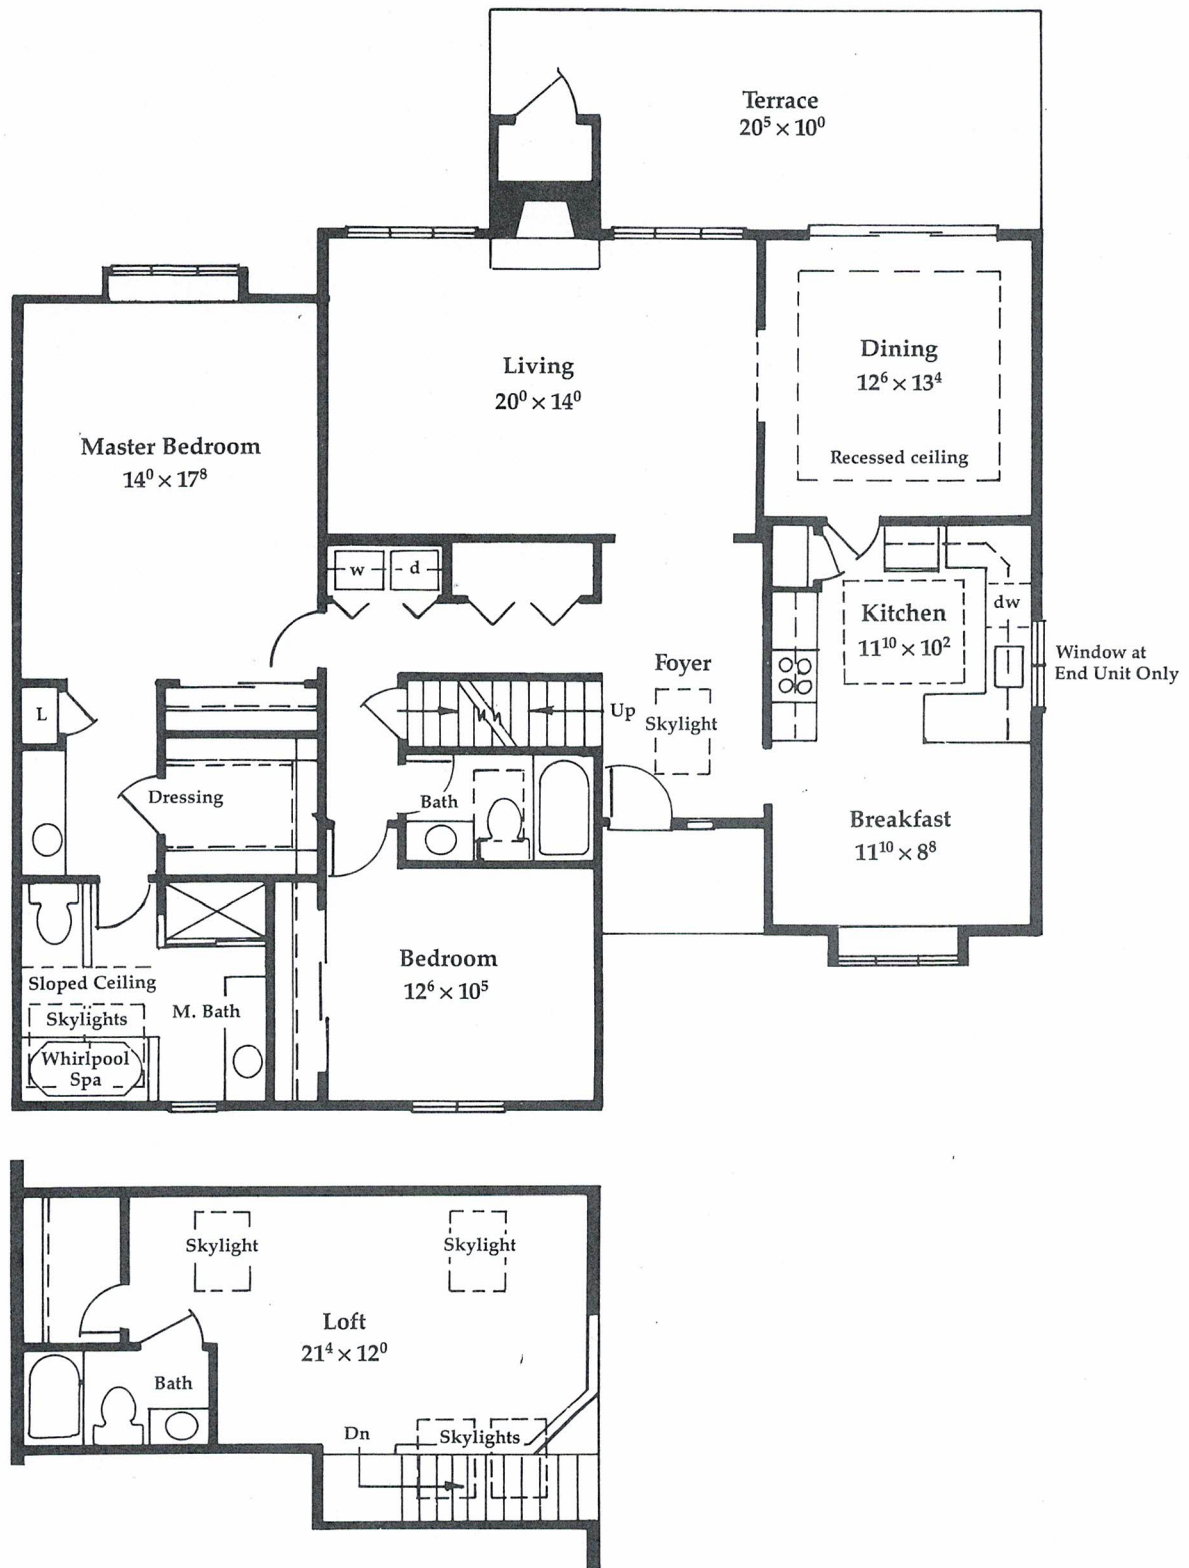 Terrace
20⁵ × 10⁰
Living
20⁰ × 14⁰
Dining
12⁶ × 13⁴
Recessed ceiling
Master Bedroom
14⁰ × 17⁸
w
d
Kitchen
11¹⁰ × 10²
dw
Window at
End Unit Only
Foyer
Skylight
Up
L
Dressing
Bath
Breakfast
11¹⁰ × 8⁸
Bedroom
12⁶ × 10⁵
Sloped Ceiling
Skylights
M. Bath
Whirlpool
Spa
Skylight
Skylight
Loft
21⁴ × 12⁰
Bath
Dn
Skylights